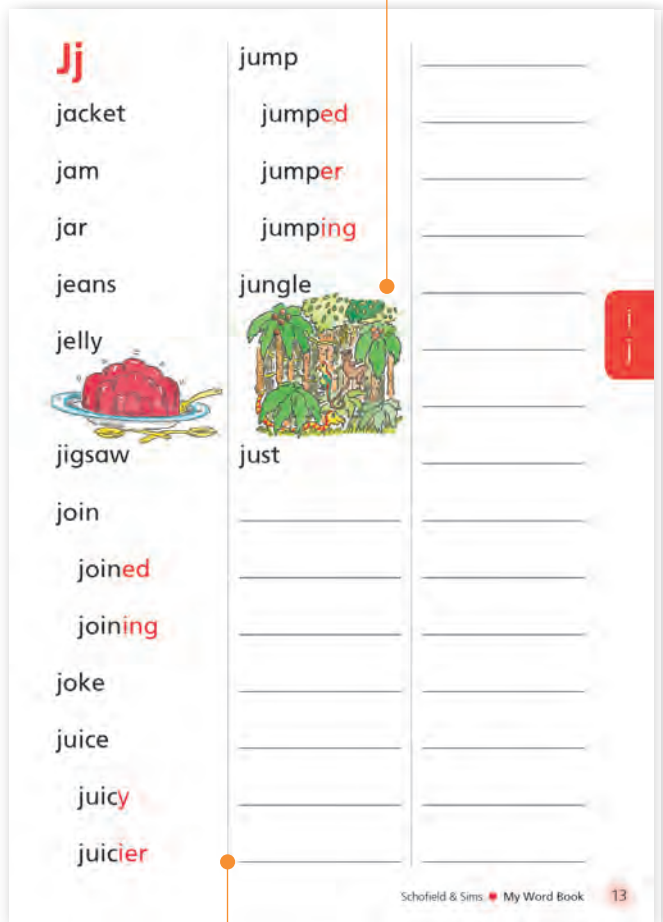 Jj
jacket
jam
jar
jeans
jelly
jigsaw
join
joined
joining
joke
juice
juicy
juicier
jump
jumped
jumper
jumping
jungle
just
i
j
Schofield & Sims My Word Book 13